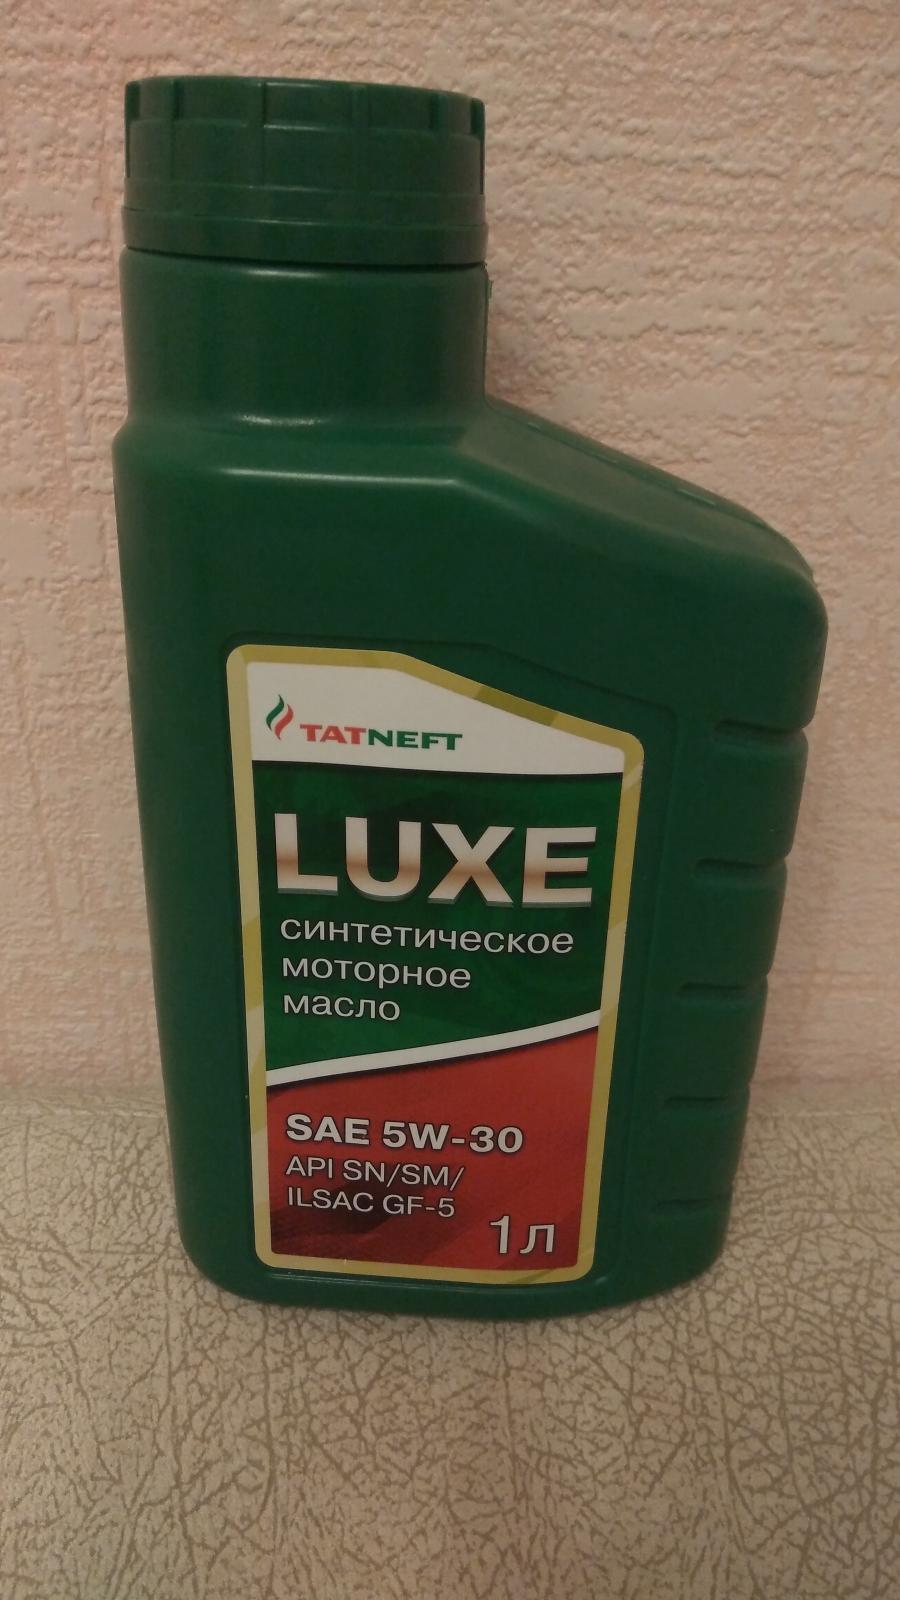 TATNEFT
LUXE
синтетическое
моторное
масло
SAE 5W-30
API SN/SM/
ILSAC GF-5
1л